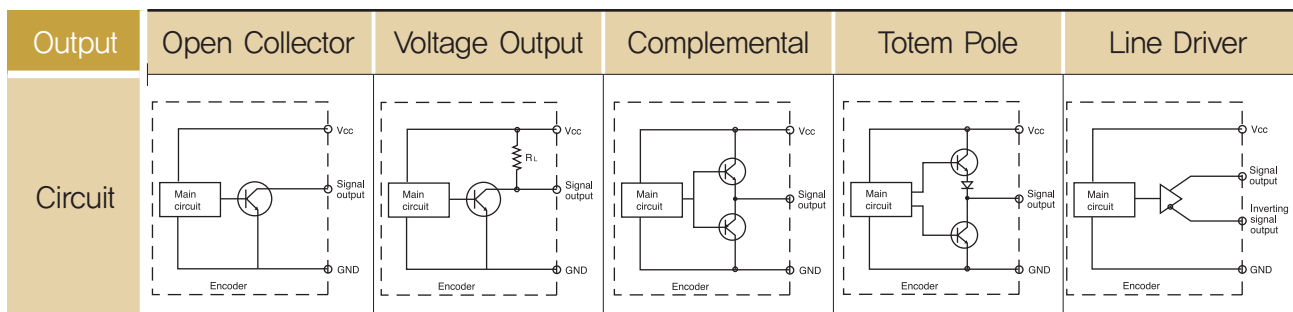 Output
Open Collector
Voltage Output
Complemental
Totem Pole
Line Driver
Circuit
Main
circuit
Vcc
Signal
output
GND
Encoder
Main
circuit
Vcc
RL
Signal
output
GND
Encoder
Main
circuit
Vcc
Signal
output
GND
Encoder
Main
circuit
Vcc
Signal
output
GND
Encoder
Main
circuit
Vcc
Signal
output
Inverting
signal
output
GND
Encoder